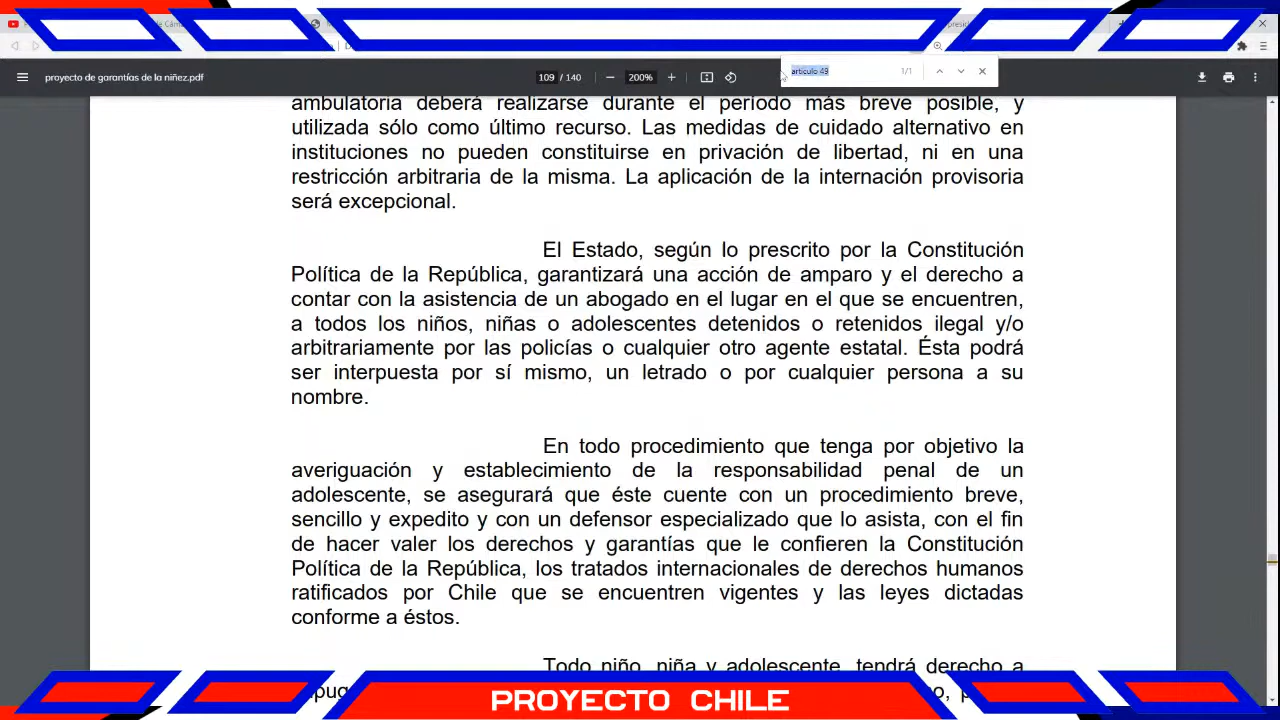 proyecto de garantías de la niñez.pdf
109 / 140
200%
articulo 49
1/1
ambulatoria deberá realizarse durante el período más breve posible, y
utilizada sólo como último recurso. Las medidas de cuidado alternativo en
instituciones no pueden constituirse en privación de libertad, ni en una
restricción arbitraria de la misma. La aplicación de la internación provisoria
será excepcional.
El Estado, según lo prescrito por la Constitución
Política de la República, garantizará una acción de amparo y el derecho a
contar con la asistencia de un abogado en el lugar en el que se encuentren,
a todos los niños, niñas o adolescentes detenidos o retenidos ilegal y/o
arbitrariamente por las policías o cualquier otro agente estatal. Ésta podrá
ser interpuesta por sí mismo, un letrado o por cualquier persona a su
nombre.
En todo procedimiento que tenga por objetivo la
averiguación y establecimiento de la responsabilidad penal de un
adolescente, se asegurará que éste cuente con un procedimiento breve,
sencillo y expedito y con un defensor especializado que lo asista, con el fin
de hacer valer los derechos y garantías que le confieren la Constitución
Política de la República, los tratados internacionales de derechos humanos
ratificados por Chile que se encuentren vigentes y las leyes dictadas
conforme a éstos.
Todo niño, niña y adolescente, tendrá derecho a
PROYECTO CHILE